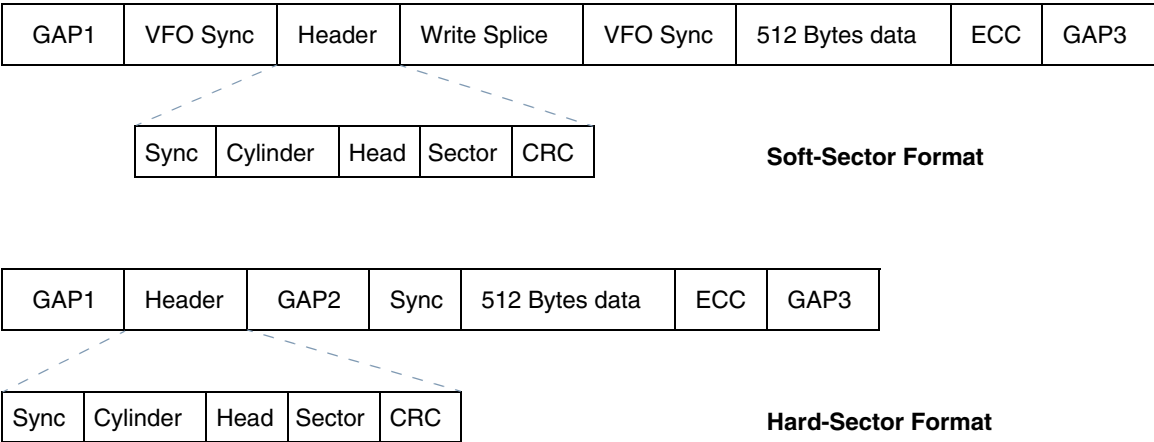 GAP1 VFO Sync Header Write Splice VFO Sync 512 Bytes data ECC GAP3
Sync Cylinder Head Sector CRC
Soft-Sector Format
GAP1 Header GAP2 Sync 512 Bytes data ECC GAP3
Sync Cylinder Head Sector CRC
Hard-Sector Format